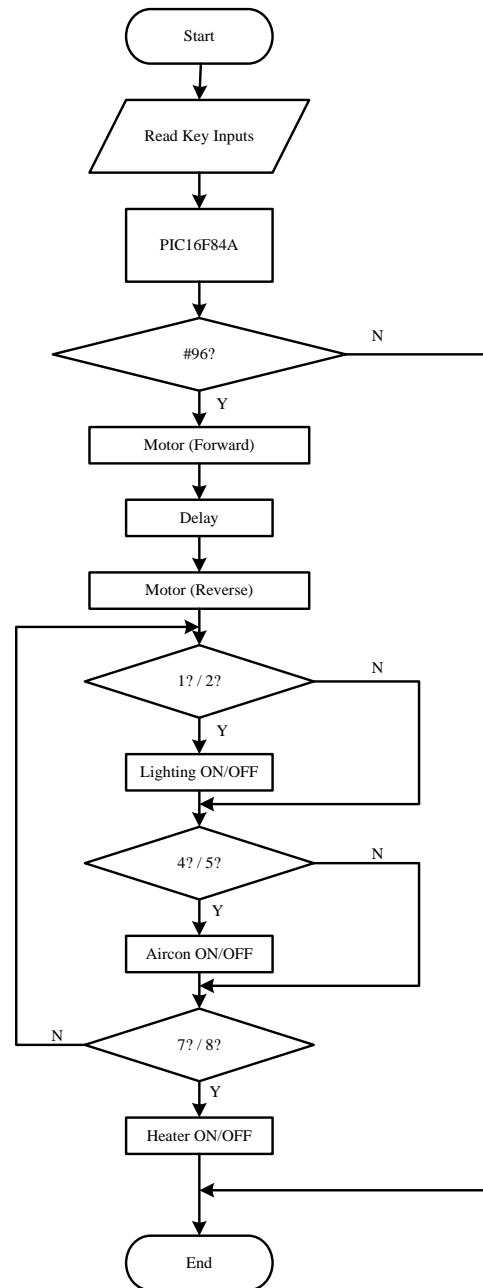 Start
Read Key Inputs
PIC16F84A
#96?
N
Y
Motor (Forward)
Delay
Motor (Reverse)
1? / 2?
N
Y
Lighting ON/OFF
4? / 5?
N
Y
Aircon ON/OFF
N
7? / 8?
Y
Heater ON/OFF
End